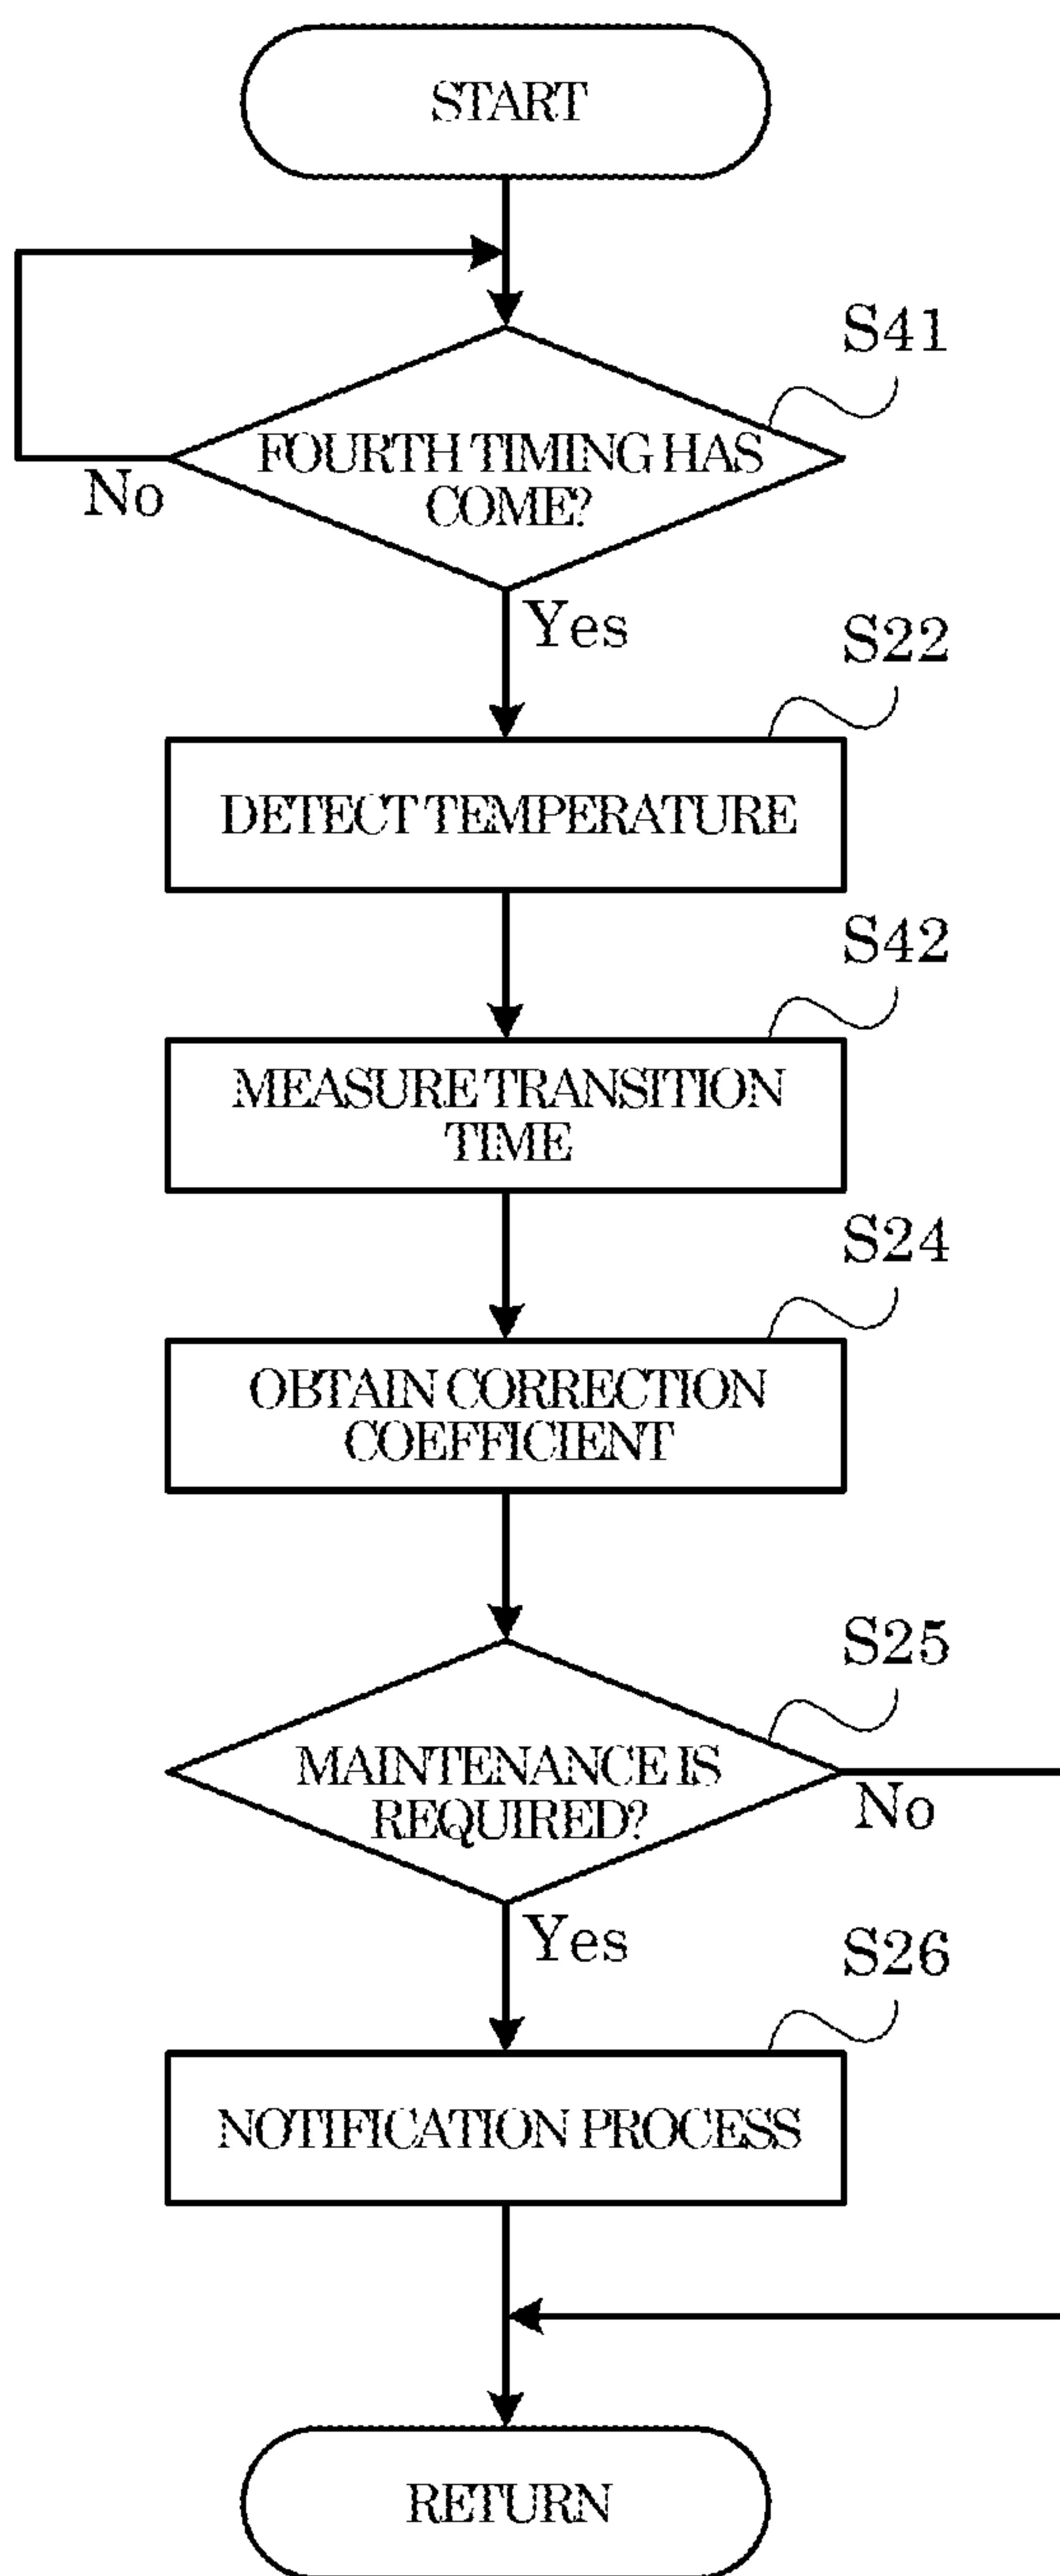 START
S41
FOURTH TIMING HAS
COME?
No
Yes
S22
DETECT TEMPERATURE
S42
MEASURE TRANSITION
TIME
S24
OBTAIN CORRECTION
COEFFICIENT
S25
MAINTENANCE IS
REQUIRED?
No
Yes
S26
NOTIFICATION PROCESS
RETURN